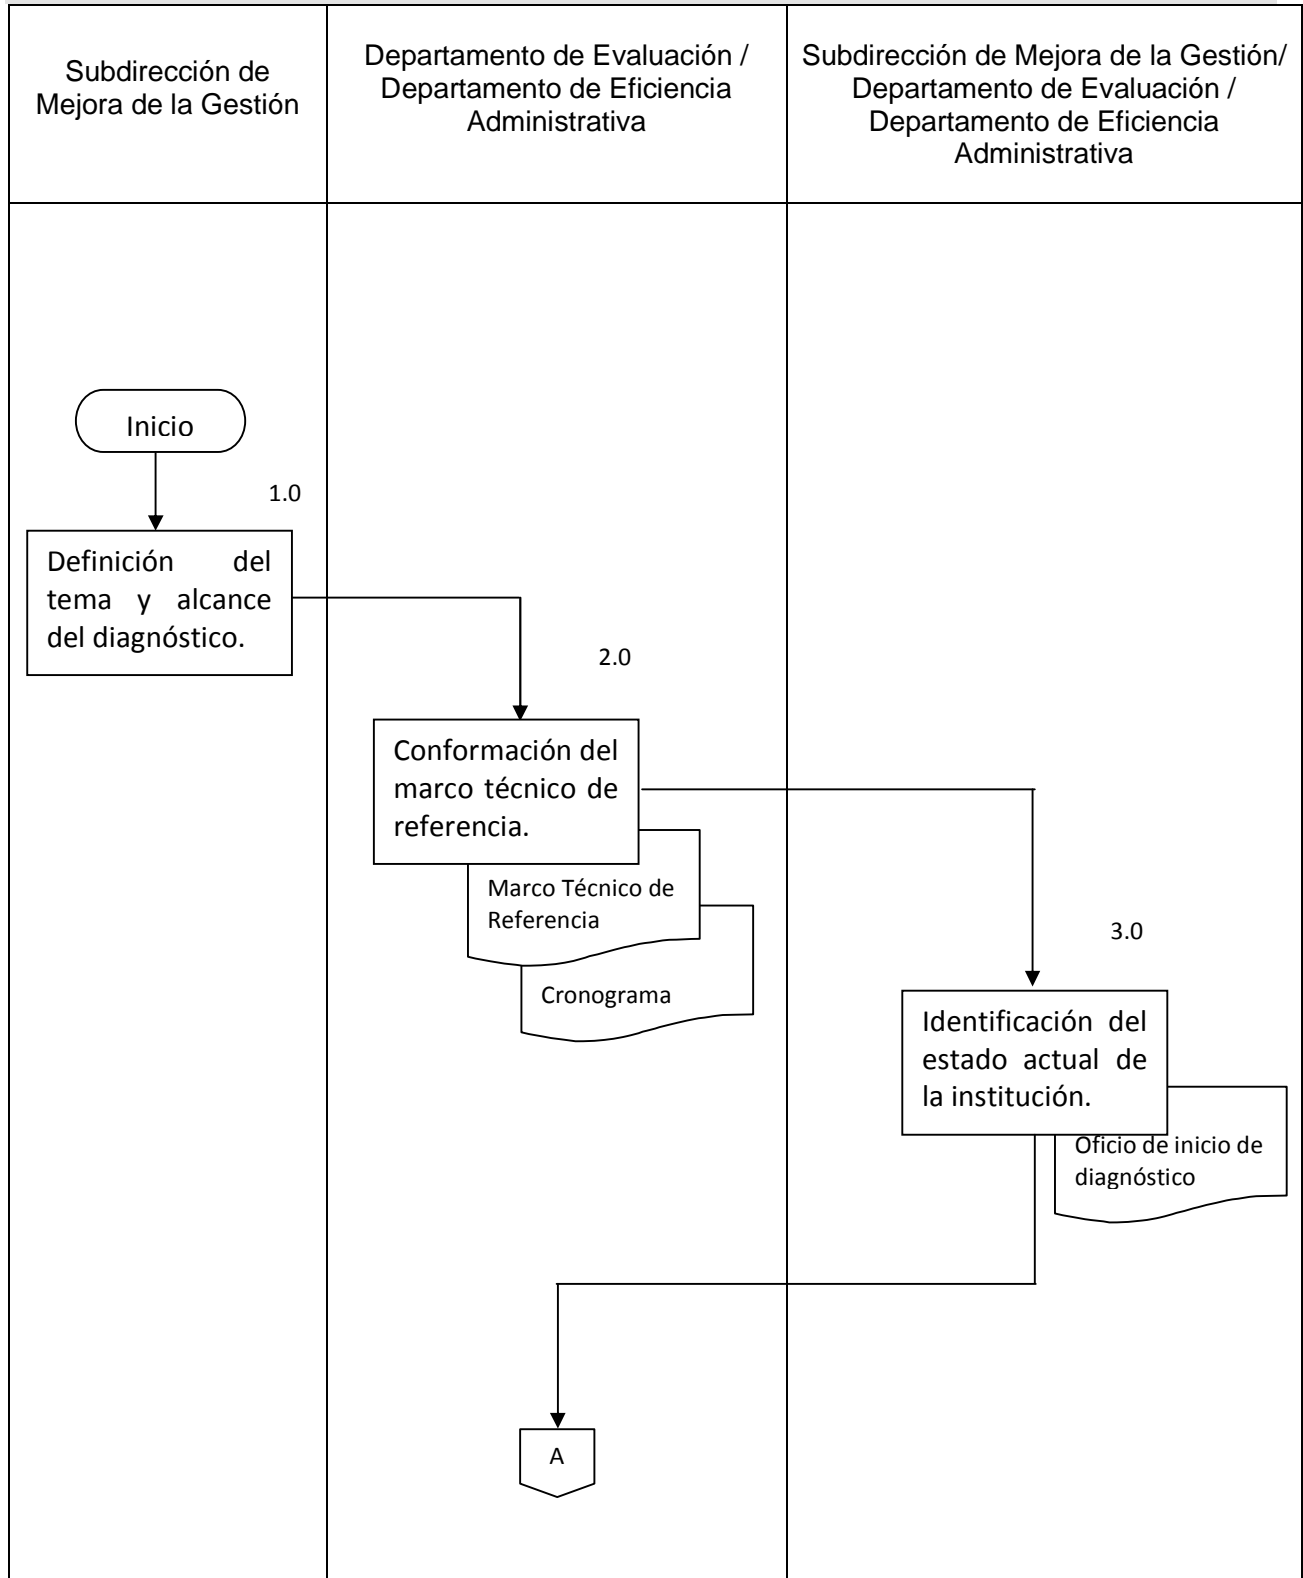 Subdirección de
Mejora de la Gestión
Departamento de Evaluación /
Departamento de Eficiencia
Administrativa
Subdirección de Mejora de la Gestión/
Departamento de Evaluación /
Departamento de Eficiencia
Administrativa
Inicio
1.0
Definición del
tema y alcance
del diagnóstico.
2.0
Conformación del
marco técnico de
referencia.
Marco Técnico de
Referencia
Cronograma
3.0
Identificación del
estado actual de
la institución.
Oficio de inicio de
diagnóstico
A